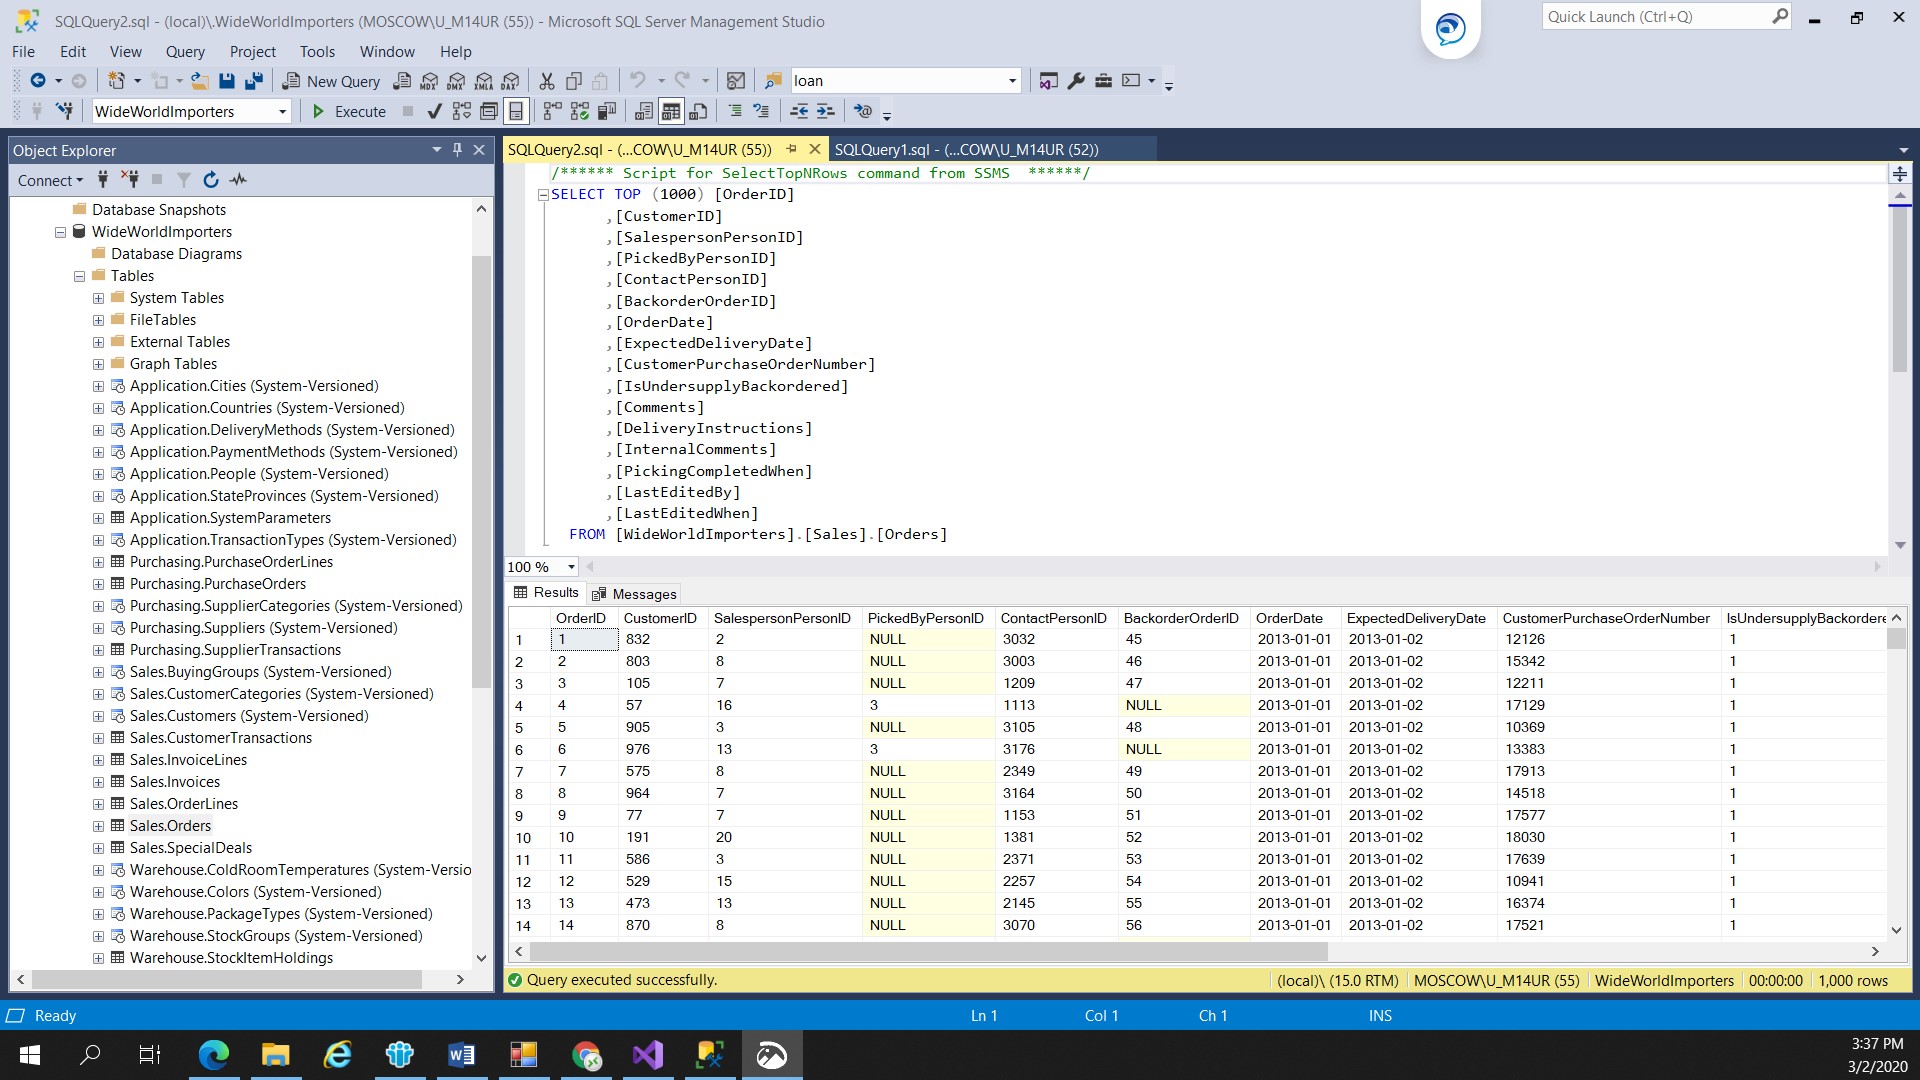 SQLQuery2.sql - (local)\.WideWorldImporters (MOSCOW\U_M14UR (55)) - Microsoft SQL Server Management Studio
Quick Launch (Ctrl+Q)
File Edit View Query Project Tools Window Help
New Query
MDX DMX XMLA DAX
loan
WideWorldImporters
Execute
Object Explorer
Connect
Database Snapshots
WideWorldImporters
Database Diagrams
Tables
System Tables
FileTables
External Tables
Graph Tables
Application.Cities (System-Versioned)
Application.Countries (System-Versioned)
Application.DeliveryMethods (System-Versioned)
Application.PaymentMethods (System-Versioned)
Application.People (System-Versioned)
Application.StateProvinces (System-Versioned)
Application.SystemParameters
Application.TransactionTypes (System-Versioned)
Purchasing.PurchaseOrderLines
Purchasing.PurchaseOrders
Purchasing.SupplierCategories (System-Versioned)
Purchasing.Suppliers (System-Versioned)
Purchasing.SupplierTransactions
Sales.BuyingGroups (System-Versioned)
Sales.CustomerCategories (System-Versioned)
Sales.Customers (System-Versioned)
Sales.CustomerTransactions
Sales.InvoiceLines
Sales.Invoices
Sales.OrderLines
Sales.Orders
Sales.SpecialDeals
Warehouse.ColdRoomTemperatures (System-Versio
Warehouse.Colors (System-Versioned)
Warehouse.PackageTypes (System-Versioned)
Warehouse.StockGroups (System-Versioned)
Warehouse.StockItemHoldings
SQLQuery2.sql - (...COW\U_M14UR (55))
SQLQuery1.sql - (...COW\U_M14UR (52))
/****** Script for SelectTopNRows command from SSMS ******/
SELECT TOP (1000) [OrderID]
,[CustomerID]
,[SalespersonPersonID]
,[PickedByPersonID]
,[ContactPersonID]
,[BackorderOrderID]
,[OrderDate]
,[ExpectedDeliveryDate]
,[CustomerPurchaseOrderNumber]
,[IsUndersupplyBackordered]
,[Comments]
,[DeliveryInstructions]
,[InternalComments]
,[PickingCompletedWhen]
,[LastEditedBy]
,[LastEditedWhen]
FROM [WideWorldImporters].[Sales].[Orders]
100 %
Results Messages
OrderID CustomerID SalespersonPersonID PickedByPersonID ContactPersonID BackorderOrderID OrderDate ExpectedDeliveryDate CustomerPurchaseOrderNumber IsUndersupplyBackordere
1 1 832 2 NULL 3032 45 2013-01-01 2013-01-02 12126 1
2 2 803 8 NULL 3003 46 2013-01-01 2013-01-02 15342 1
3 3 105 7 NULL 1209 47 2013-01-01 2013-01-02 12211 1
4 4 57 16 3 1113 NULL 2013-01-01 2013-01-02 17129 1
5 5 905 3 NULL 3105 48 2013-01-01 2013-01-02 10369 1
6 6 976 13 3 3176 NULL 2013-01-01 2013-01-02 13383 1
7 7 575 8 NULL 2349 49 2013-01-01 2013-01-02 17913 1
8 8 964 7 NULL 3164 50 2013-01-01 2013-01-02 14518 1
9 9 77 7 NULL 1153 51 2013-01-01 2013-01-02 17577 1
10 10 191 20 NULL 1381 52 2013-01-01 2013-01-02 18030 1
11 11 586 3 NULL 2371 53 2013-01-01 2013-01-02 17639 1
12 12 529 15 NULL 2257 54 2013-01-01 2013-01-02 10941 1
13 13 473 13 NULL 2145 55 2013-01-01 2013-01-02 16374 1
14 14 870 8 NULL 3070 56 2013-01-01 2013-01-02 17521 1
Query executed successfully.
(local)\ (15.0 RTM) MOSCOW\U_M14UR (55) WideWorldImporters 00:00:00 1,000 rows
Ready Ln 1 Col 1 Ch 1 INS
3:37 PM
3/2/2020